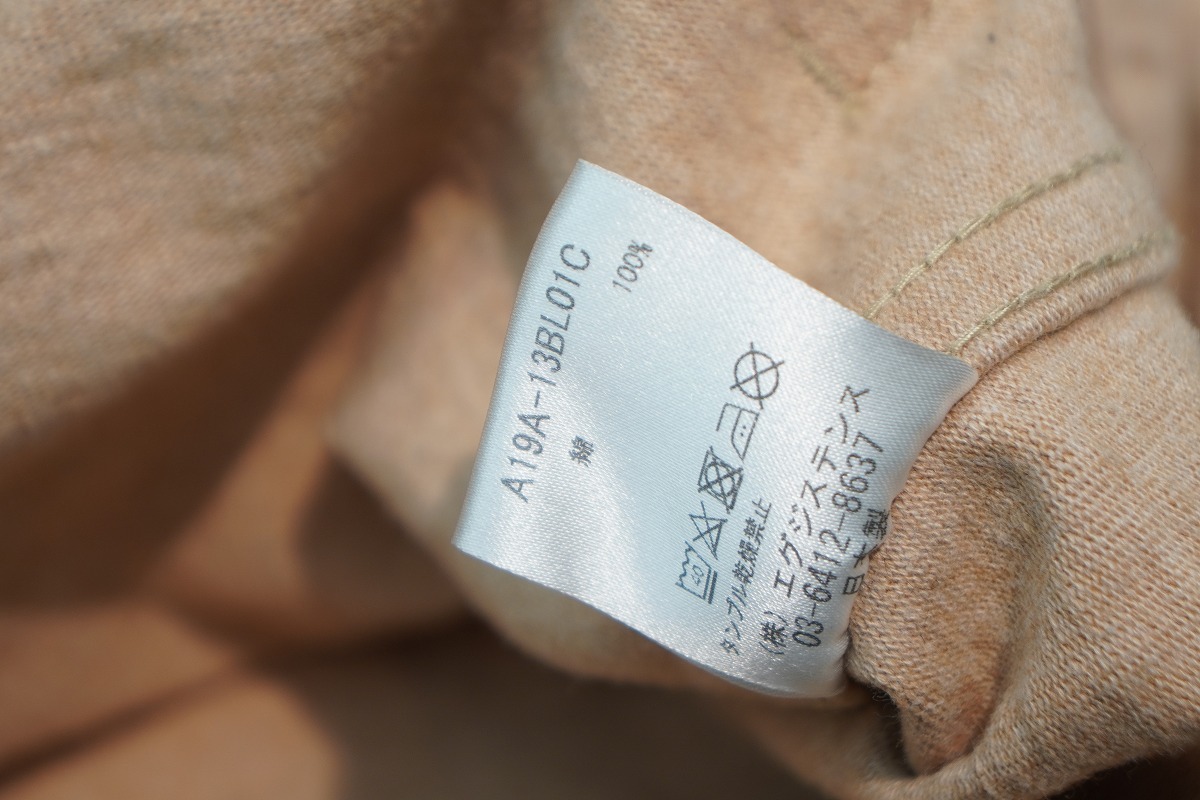 A19A-13BL01C
綿 100%
40
タンブル乾燥禁止
(株) エグジステンス
03-6412-8637
日本製